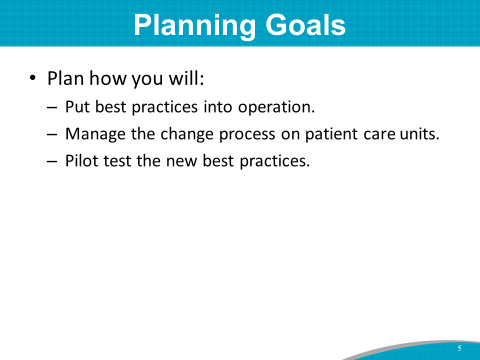 Planning Goals
• Plan how you will:
– Put best practices into operation.
– Manage the change process on patient care units.
– Pilot test the new best practices.
5